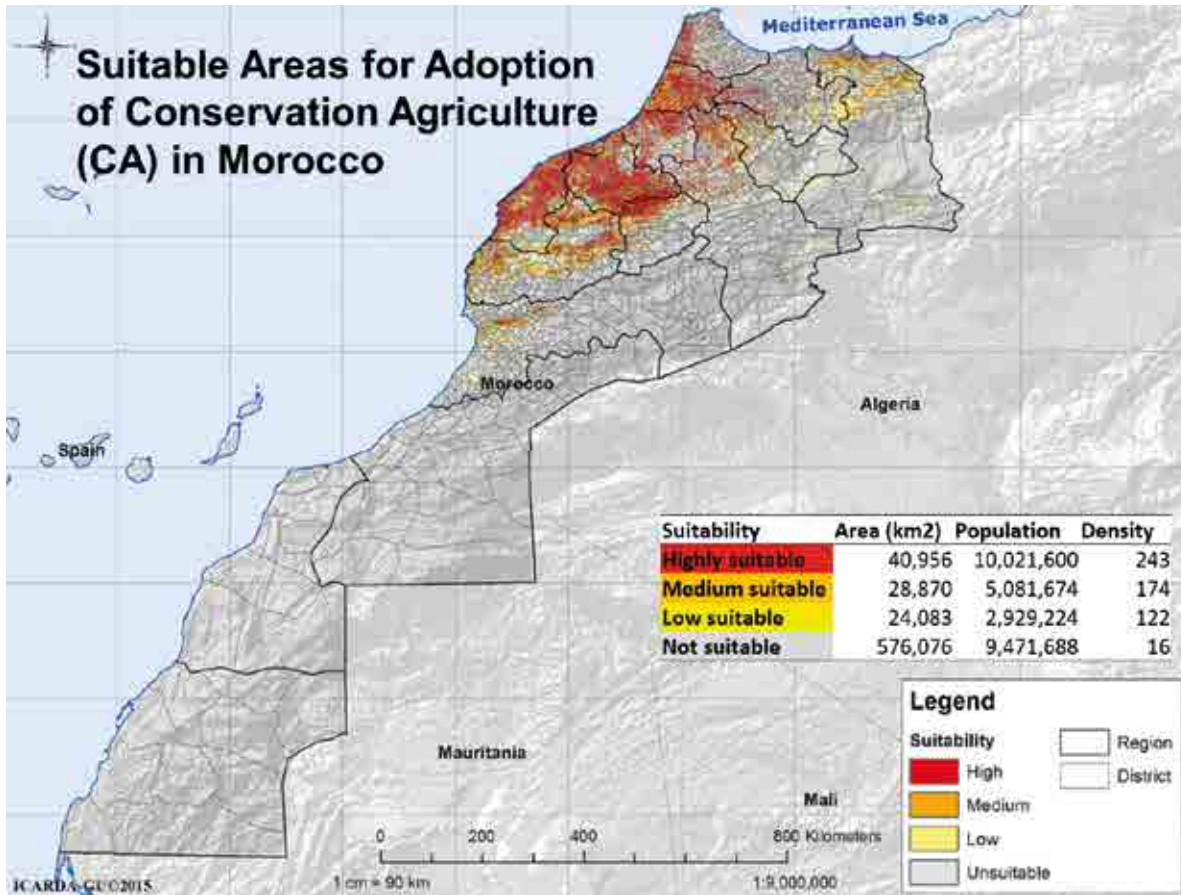 Mediterranean Sea
Suitable Areas for Adoption
of Conservation Agriculture
(CA) in Morocco
Morocco
Algeria
Spain
Suitability Area (km2) Population Density
Highly suitable 40,956 10,021,600 243
Medium suitable 28,870 5,081,674 174
Low suitable 24,083 2,929,224 122
Not suitable 576,076 9,471,688 16
Mauritania
Mali
Legend
Suitability
High
Medium
Low
Unsuitable
Region
District
0 200 400 800 Kilometers
1 cm = 90 km
1:9,000,000
ICARDA-GU©2015